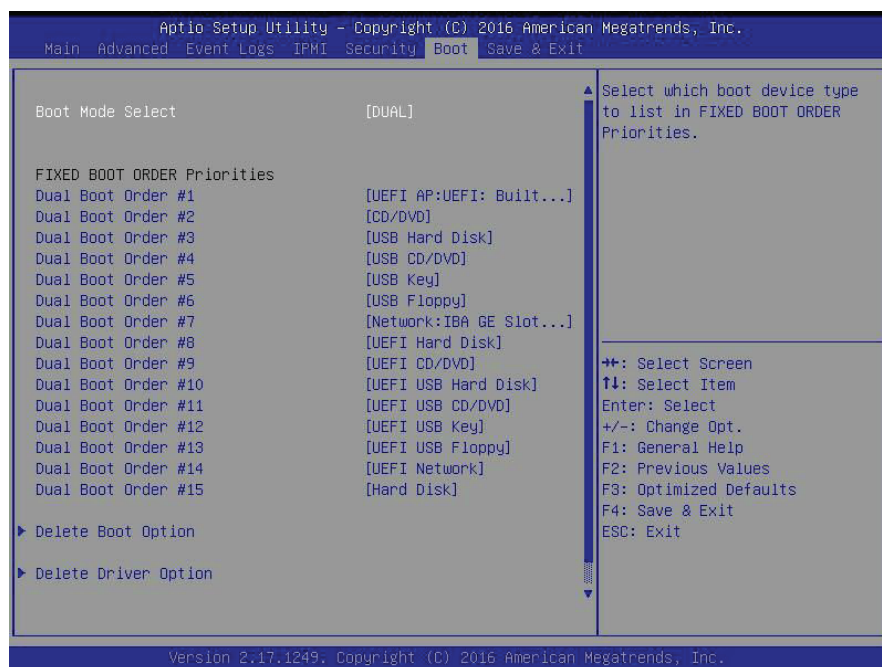 Aptio Setup Utility - Copyright (C) 2016 American Megatrends, Inc.
Main Advanced Event Logs IPMI Security Boot Save & Exit
Boot Mode Select [DUAL]
FIXED BOOT ORDER Priorities
Dual Boot Order #1 [UEFI AP:UEFI: Built...]
Dual Boot Order #2 [CD/DVD]
Dual Boot Order #3 [USB Hard Disk]
Dual Boot Order #4 [USB CD/DVD]
Dual Boot Order #5 [USB Key]
Dual Boot Order #6 [USB Floppy]
Dual Boot Order #7 [Network:IBA GE Slot...]
Dual Boot Order #8 [UEFI Hard Disk]
Dual Boot Order #9 [UEFI CD/DVD]
Dual Boot Order #10 [UEFI USB Hard Disk]
Dual Boot Order #11 [UEFI USB CD/DVD]
Dual Boot Order #12 [UEFI USB Key]
Dual Boot Order #13 [UEFI USB Floppy]
Dual Boot Order #14 [UEFI Network]
Dual Boot Order #15 [Hard Disk]
Delete Boot Option
Delete Driver Option
Select which boot device type
to list in FIXED BOOT ORDER
Priorities.
→←: Select Screen
↑↓: Select Item
Enter: Select
+/-: Change Opt.
F1: General Help
F2: Previous Values
F3: Optimized Defaults
F4: Save & Exit
ESC: Exit
Version 2.17.1249. Copyright (C) 2016 American Megatrends, Inc.